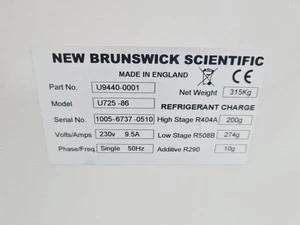 NEW BRUNSWICK SCIENTIFIC
MADE IN ENGLAND
CE
Part No. U9440-0001 Net Weight 315Kg
Model U725 -86 REFRIGERANT CHARGE
Serial No. 1005-6737-0510 High Stage R404A 200g
Volts/Amps 230v 9.5A Low Stage R508B 274g
Phase/Freq. Single 50Hz Additive R290 10g